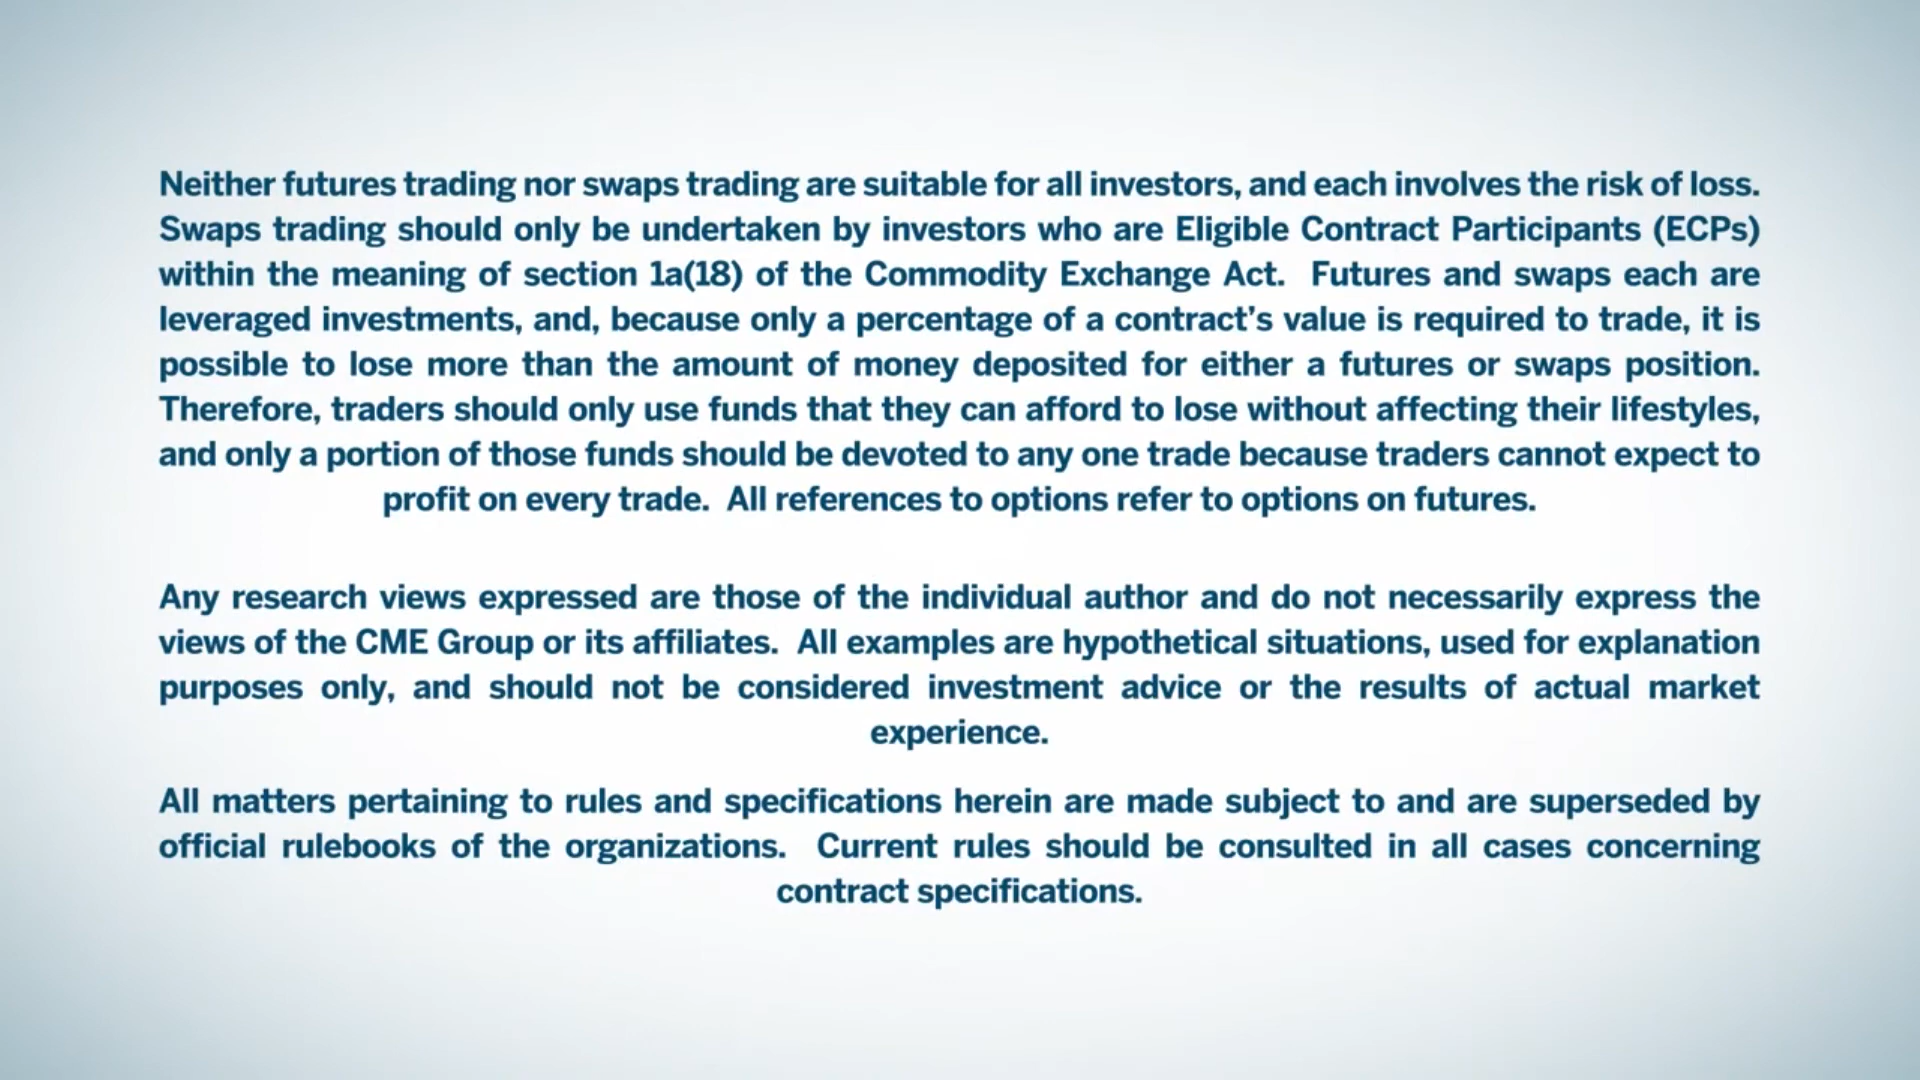 Neither futures trading nor swaps trading are suitable for all investors, and each involves the risk of loss.
Swaps trading should only be undertaken by investors who are Eligible Contract Participants (ECPs)
within the meaning of section 1a(18) of the Commodity Exchange Act.  Futures and swaps each are
leveraged investments, and, because only a percentage of a contract’s value is required to trade, it is
possible to lose more than the amount of money deposited for either a futures or swaps position.
Therefore, traders should only use funds that they can afford to lose without affecting their lifestyles,
and only a portion of those funds should be devoted to any one trade because traders cannot expect to
profit on every trade.  All references to options refer to options on futures.
Any research views expressed are those of the individual author and do not necessarily express the
views of the CME Group or its affiliates.  All examples are hypothetical situations, used for explanation
purposes only, and should not be considered investment advice or the results of actual market
experience.
All matters pertaining to rules and specifications herein are made subject to and are superseded by
official rulebooks of the organizations.  Current rules should be consulted in all cases concerning
contract specifications.